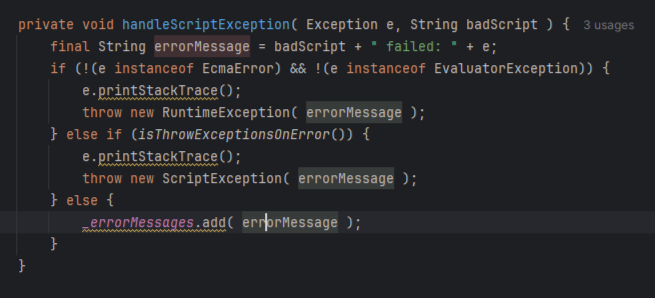 private void handleScriptException( Exception e, String badScript ) { 3 usages
    final String errorMessage = badScript + " failed: " + e;
    if (!(e instanceof EcmaError) && !(e instanceof EvaluatorException)) {
        e.printStackTrace();
        throw new RuntimeException( errorMessage );
    } else if (isThrowExceptionsOnError()) {
        e.printStackTrace();
        throw new ScriptException( errorMessage );
    } else {
        _errorMessages.add( errorMessage );
    }
}